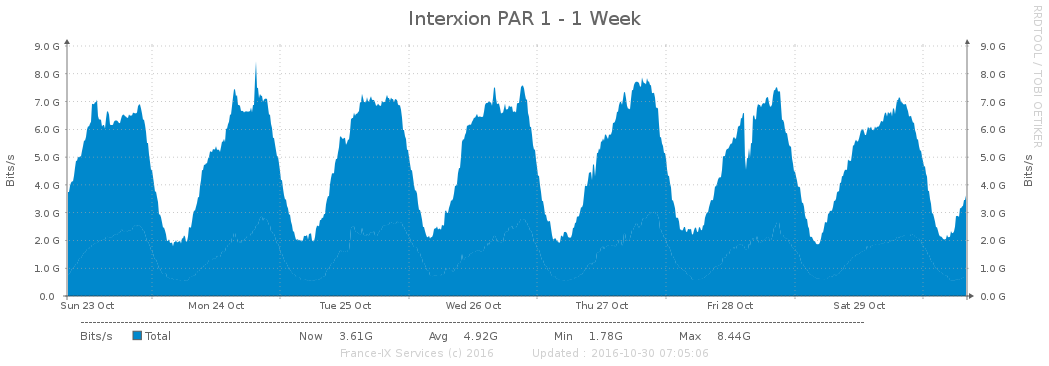 Interxion PAR 1 - 1 Week
RRDTOOL / TOBI OETIKER
Bits/s
9.0 G 9.0 G
8.0 G 8.0 G
7.0 G 7.0 G
6.0 G 6.0 G
5.0 G 5.0 G
4.0 G 4.0 G
3.0 G 3.0 G
2.0 G 2.0 G
1.0 G 1.0 G
0.0 0.0 G
Bits/s
Sun 23 Oct Mon 24 Oct Tue 25 Oct Wed 26 Oct Thu 27 Oct Fri 28 Oct Sat 29 Oct
Bits/s Total Now 3.61G Avg 4.92G Min 1.78G Max 8.44G
France-IX Services (c) 2016 Updated : 2016-10-30 07:05:06